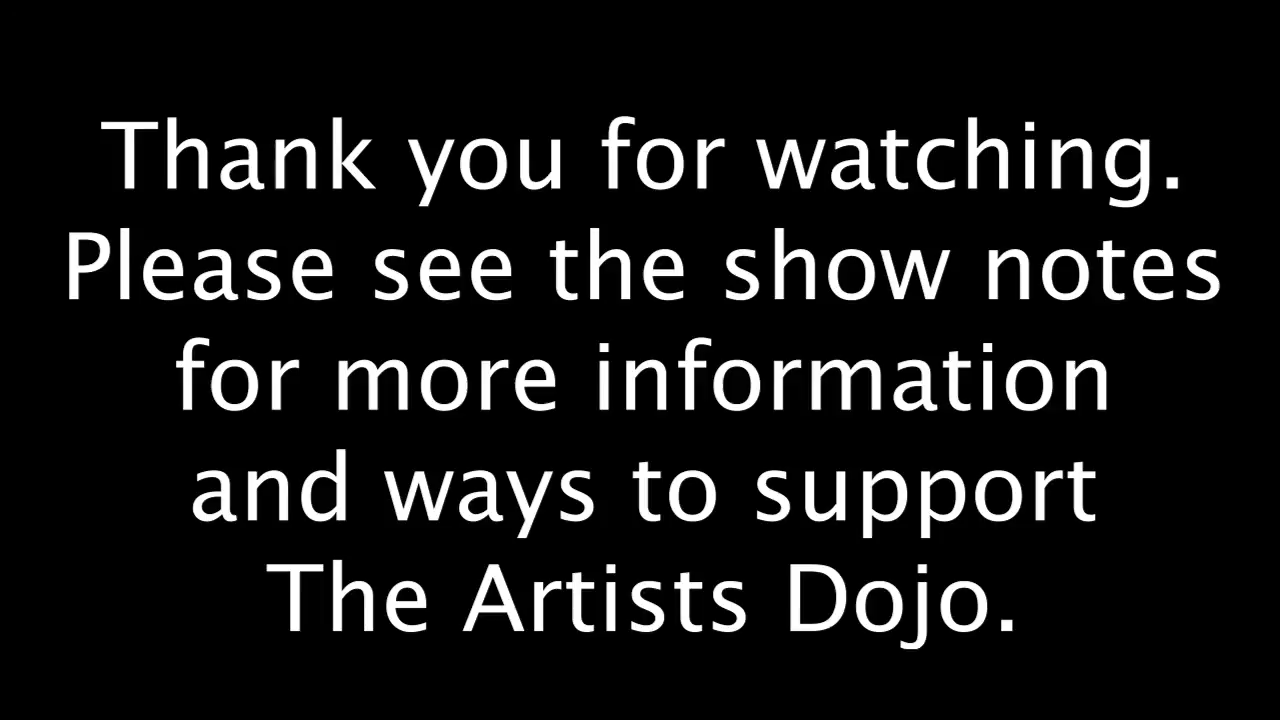 Thank you for watching.
Please see the show notes
for more information
and ways to support
The Artists Dojo.